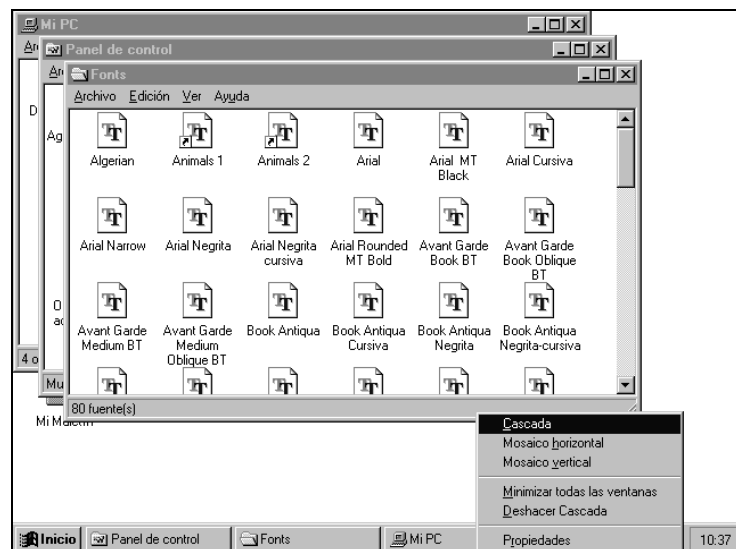 Mi PC
Panel de control
Fonts
Archivo Edición Ver Ayuda
Algerian Animals 1 Animals 2 Arial Arial MT Black Arial Cursiva
Arial Narrow Arial Negrita Arial Negrita cursiva Arial Rounded MT Bold Avant Garde Book BT Avant Garde Book Oblique BT
Avant Garde Medium BT Avant Garde Medium Oblique BT Book Antiqua Book Antiqua Cursiva Book Antiqua Negrita Book Antiqua Negrita-cursiva
80 fuente(s)
Cascada
Mosaico horizontal
Mosaico vertical
Minimizar todas las ventanas
Deshacer Cascada
Propiedades
Inicio Panel de control Fonts Mi PC 10:37